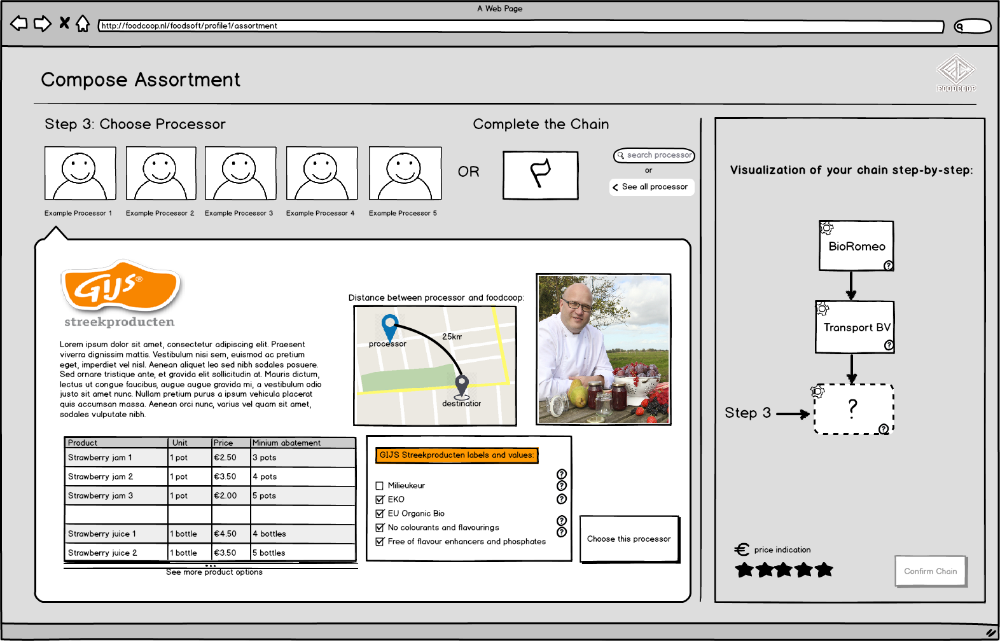 A Web Page
http://foodcoop.nl/foodsoft/profile1/assortment
Compose Assortment
FOODCOOP
Step 3: Choose Processor
Complete the Chain
Example Processor 1
Example Processor 2
Example Processor 3
Example Processor 4
Example Processor 5
OR
search processor
or
See all processor
Visualization of your chain step-by-step:
BioRomeo
?
Transport BV
?
Step 3
?
?
GIJS®
streekproducten
Lorem ipsum dolor sit amet, consectetur adipiscing elit. Praesent
viverra dignissim mattis. Vestibulum nisi sem, euismod ac pretium
eget, imperdiet vel nisl. Aenean aliquet leo sed nibh sodales posuere.
Sed ornare tristique ante, et gravida elit sollicitudin at. Mauris dictum,
lectus ut congue faucibus, augue augue gravida mi, a vestibulum odio
justo sit amet nunc. Nullam pretium purus a ipsum vehicula placerat
quis accumsan massa. Aenean orci nunc, varius vel quam sit amet,
sodales vulputate nibh.
Distance between processor and foodcoop:
processor
25km
destination
Product Unit Price Minium abatement
Strawberry jam 1 1 pot €2.50 3 pots
Strawberry jam 2 1 pot €3.50 4 pots
Strawberry jam 3 1 pot €2.00 5 pots
Strawberry juice 1 1 bottle €4.50 4 bottles
Strawberry juice 2 1 bottle €3.50 5 bottles
See more product options
GIJS Streekproducten labels and values:
?
Milieukeur ?
EKO ?
EU Organic Bio ?
No colourants and flavourings ?
Free of flavour enhancers and phosphates
Choose this processor
€ price indication
Confirm Chain